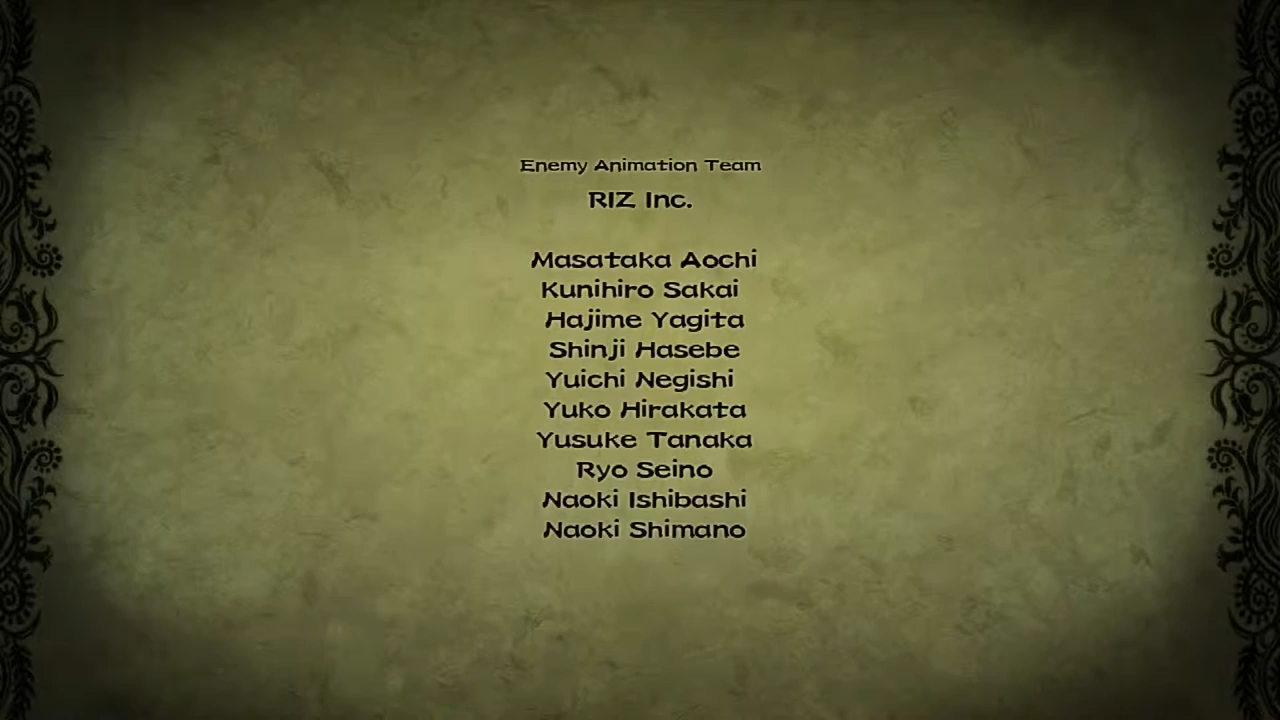 Enemy Animation Team
RIZ Inc.
Masataka Aochi
Kunihiro Sakai
Hajime Yagita
Shinji Hasebe
Yuichi Negishi
Yuko Hirakata
Yusuke Tanaka
Ryo Seino
Naoki Ishibashi
Naoki Shimano